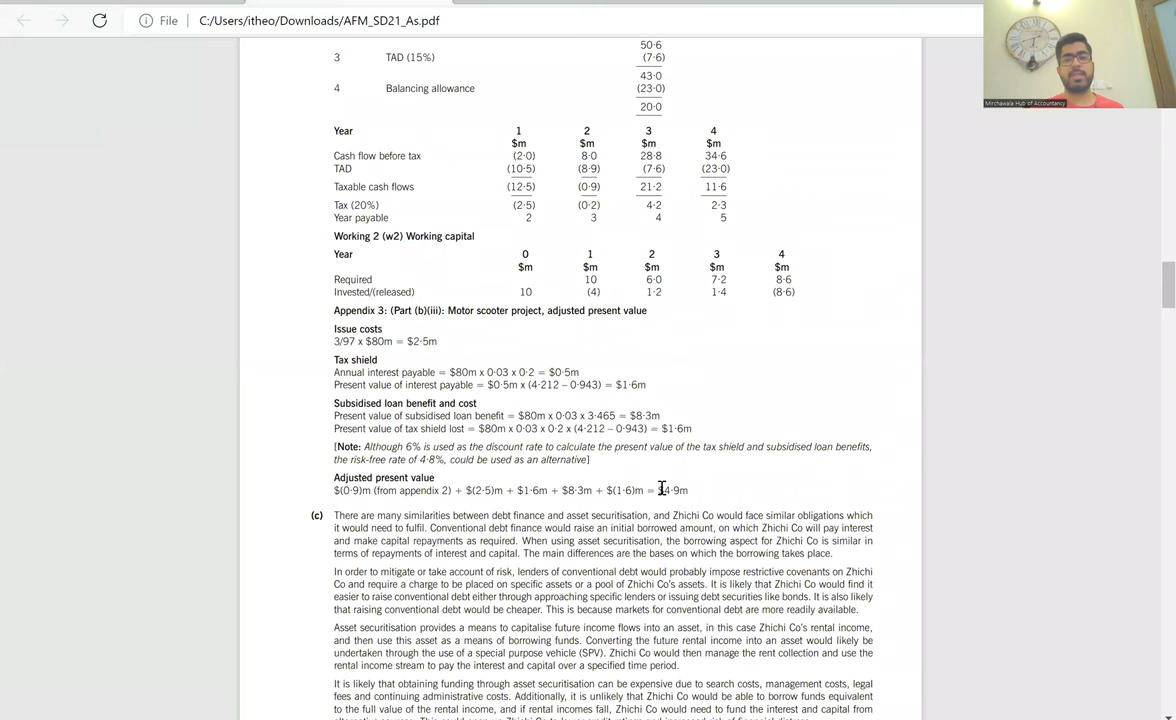 File C:/Users/itheo/Downloads/AFM_SD21_As.pdf
Mirchawala Hub of Accountancy
50·6
3 TAD (15%) (7·6)
43·0
4 Balancing allowance (23·0)
20·0
Year 1 2 3 4
$m $m $m $m
Cash flow before tax (2·0) 8·0 28·8 34·6
TAD (10·5) (8·9) (7·6) (23·0)
Taxable cash flows (12·5) (0·9) 21·2 11·6
Tax (20%) (2·5) (0·2) 4·2 2·3
Year payable 2 3 4 5
Working 2 (w2) Working capital
Year 0 1 2 3 4
$m $m $m $m $m
Required 10 6·0 7·2 8·6
Invested/(released) 10 (4) 1·2 1·4 (8·6)
Appendix 3: (Part (b)(iii): Motor scooter project, adjusted present value
Issue costs
3/97 x $80m = $2·5m
Tax shield
Annual interest payable = $80m x 0·03 x 0·2 = $0·5m
Present value of interest payable = $0·5m x (4·212 – 0·943) = $1·6m
Subsidised loan benefit and cost
Present value of subsidised loan benefit = $80m x 0·03 x 3·465 = $8·3m
Present value of tax shield lost = $80m x 0·03 x 0·2 x (4·212 – 0·943) = $1·6m
[Note: Although 6% is used as the discount rate to calculate the present value of the tax shield and subsidised loan benefits,
the risk-free rate of 4·8%, could be used as an alternative]
Adjusted present value
$(0·9)m (from appendix 2) + $(2·5)m + $1·6m + $8·3m + $(1·6)m = $4·9m
(c) There are many similarities between debt finance and asset securitisation, and Zhichi Co would face similar obligations which
it would need to fulfil. Conventional debt finance would raise an initial borrowed amount, on which Zhichi Co will pay interest
and make capital repayments as required. When using asset securitisation, the borrowing aspect for Zhichi Co is similar in
terms of repayments of interest and capital. The main differences are the bases on which the borrowing takes place.
In order to mitigate or take account of risk, lenders of conventional debt would probably impose restrictive covenants on Zhichi
Co and require a charge to be placed on specific assets or a pool of Zhichi Co's assets. It is likely that Zhichi Co would find it
easier to raise conventional debt either through approaching specific lenders or issuing debt securities like bonds. It is also likely
that raising conventional debt would be cheaper. This is because markets for conventional debt are more readily available.
Asset securitisation provides a means to capitalise future income flows into an asset, in this case Zhichi Co's rental income,
and then use this asset as a means of borrowing funds. Converting the future rental income into an asset would likely be
undertaken through the use of a special purpose vehicle (SPV). Zhichi Co would then manage the rent collection and use the
rental income stream to pay the interest and capital over a specified time period.
It is likely that obtaining funding through asset securitisation can be expensive due to search costs, management costs, legal
fees and continuing administrative costs. Additionally, it is unlikely that Zhichi Co would be able to borrow funds equivalent
to the full value of the rental income, and if rental incomes fall, Zhichi Co would need to fund the interest and capital from